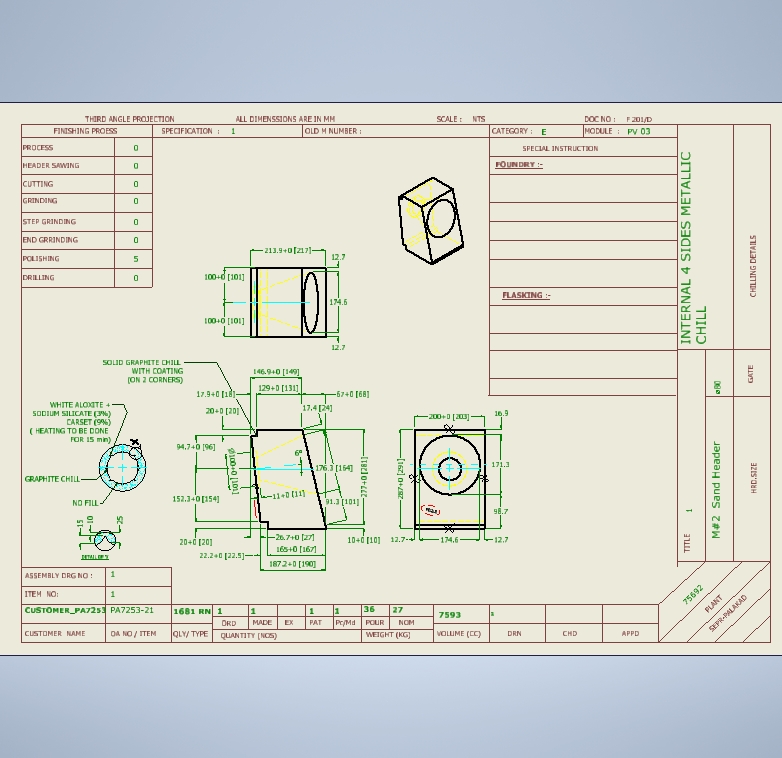 THIRD ANGLE PROJECTION
ALL DIMENSSIONS ARE IN MM
SCALE : NTS
DOC NO : F 201/D
FINISHING PROESS
SPECIFICATION : 1
OLD M NUMBER :
CATEGORY : E
MODULE : PV 03
PROCESS 0
HEADER SAWING 0
CUTTING 0
GRINDING 0
STEP GRINDING 0
END GRRINDING 0
POLISHING 5
DRILLING 0
SPECIAL INSTRUCTION
FOUNDRY :-
FLASKING :-
INTERNAL 4 SIDES METALLIC
CHILL
CHILLING DETAILS
ø80
GATE
TITLE 1
M#2 Sand Header
HRD.SIZE
213.9+0 [217]
12.7
100+0 [101]
174.6
100+0 [101]
12.7
SOLID GRAPHITE CHILL
WITH COATING
(ON 2 CORNERS)
146.9+0 [149]
129+0 [131]
17.9+0 [18]
67+0 [68]
20+0 [20]
17.4 [24]
94.7+0 [96]
6°
100+0 [101]
176.3 [164]
277+0 [281]
11+0 [11]
152.3+0 [154]
91.3 [101]
26.7+0 [27]
20+0 [20]
10+0 [10]
165+0 [167]
22.2+0 [22.5]
187.2+0 [190]
WHITE ALOXITE +
SODIUM SILICATE (3%)
CARSET (9%)
( HEATING TO BE DONE
FOR 15 min)
GRAPHITE CHILL
NO FILL
15
10
25
200+0 [203]
16.9
287+0 [291]
171.3
98.7
12.7
174.6
12.7
ASSEMBLY DRG NO : 1
ITEM NO: 1
CUSTOMER_PA7253
PA7253-21
1681 RN
1
1
1
1
36
27
7593
ORD
MADE
EX
PAT
Pc/Md
POUR
NOM
CUSTOMER NAME
QA NO / ITEM
QLY/ TYPE
QUANTITY (NOS)
WEIGHT (KG)
VOLUME (CC)
DRN
CHD
APPD
75692
PLANT
SEPR-PALAKAD